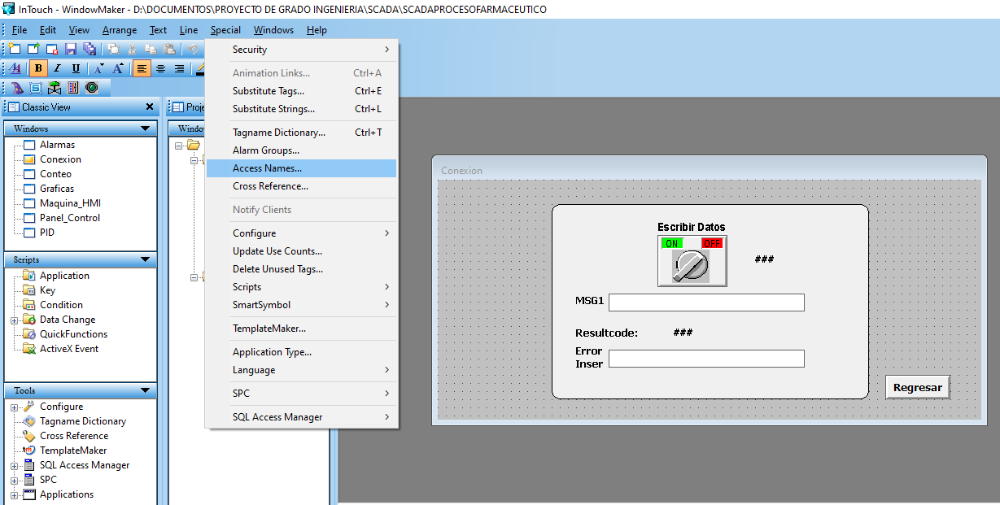 InTouch - WindowMaker - D:\DOCUMENTOS\PROYECTO DE GRADO INGENIERIA\SCADA\SCADAPROCESOFARMACEUTICO
File Edit View Arrange Text Line Special Windows Help
B I U A A
Classic View
Windows
Alarmas
Conexion
Conteo
Graficas
Maquina_HMI
Panel_Control
PID
Scripts
Application
Key
Condition
Data Change
QuickFunctions
ActiveX Event
Tools
Configure
Tagname Dictionary
Cross Reference
TemplateMaker
SQL Access Manager
SPC
Applications
Security
Animation Links... Ctrl+A
Substitute Tags... Ctrl+E
Substitute Strings... Ctrl+L
Tagname Dictionary... Ctrl+T
Alarm Groups...
Access Names...
Cross Reference...
Notify Clients
Configure
Update Use Counts...
Delete Unused Tags...
Scripts
SmartSymbol
TemplateMaker...
Application Type...
Language
SPC
SQL Access Manager
Conexion
Escribir Datos
ON OFF
###
MSG1
Resultcode: ###
Error
Inser
Regresar